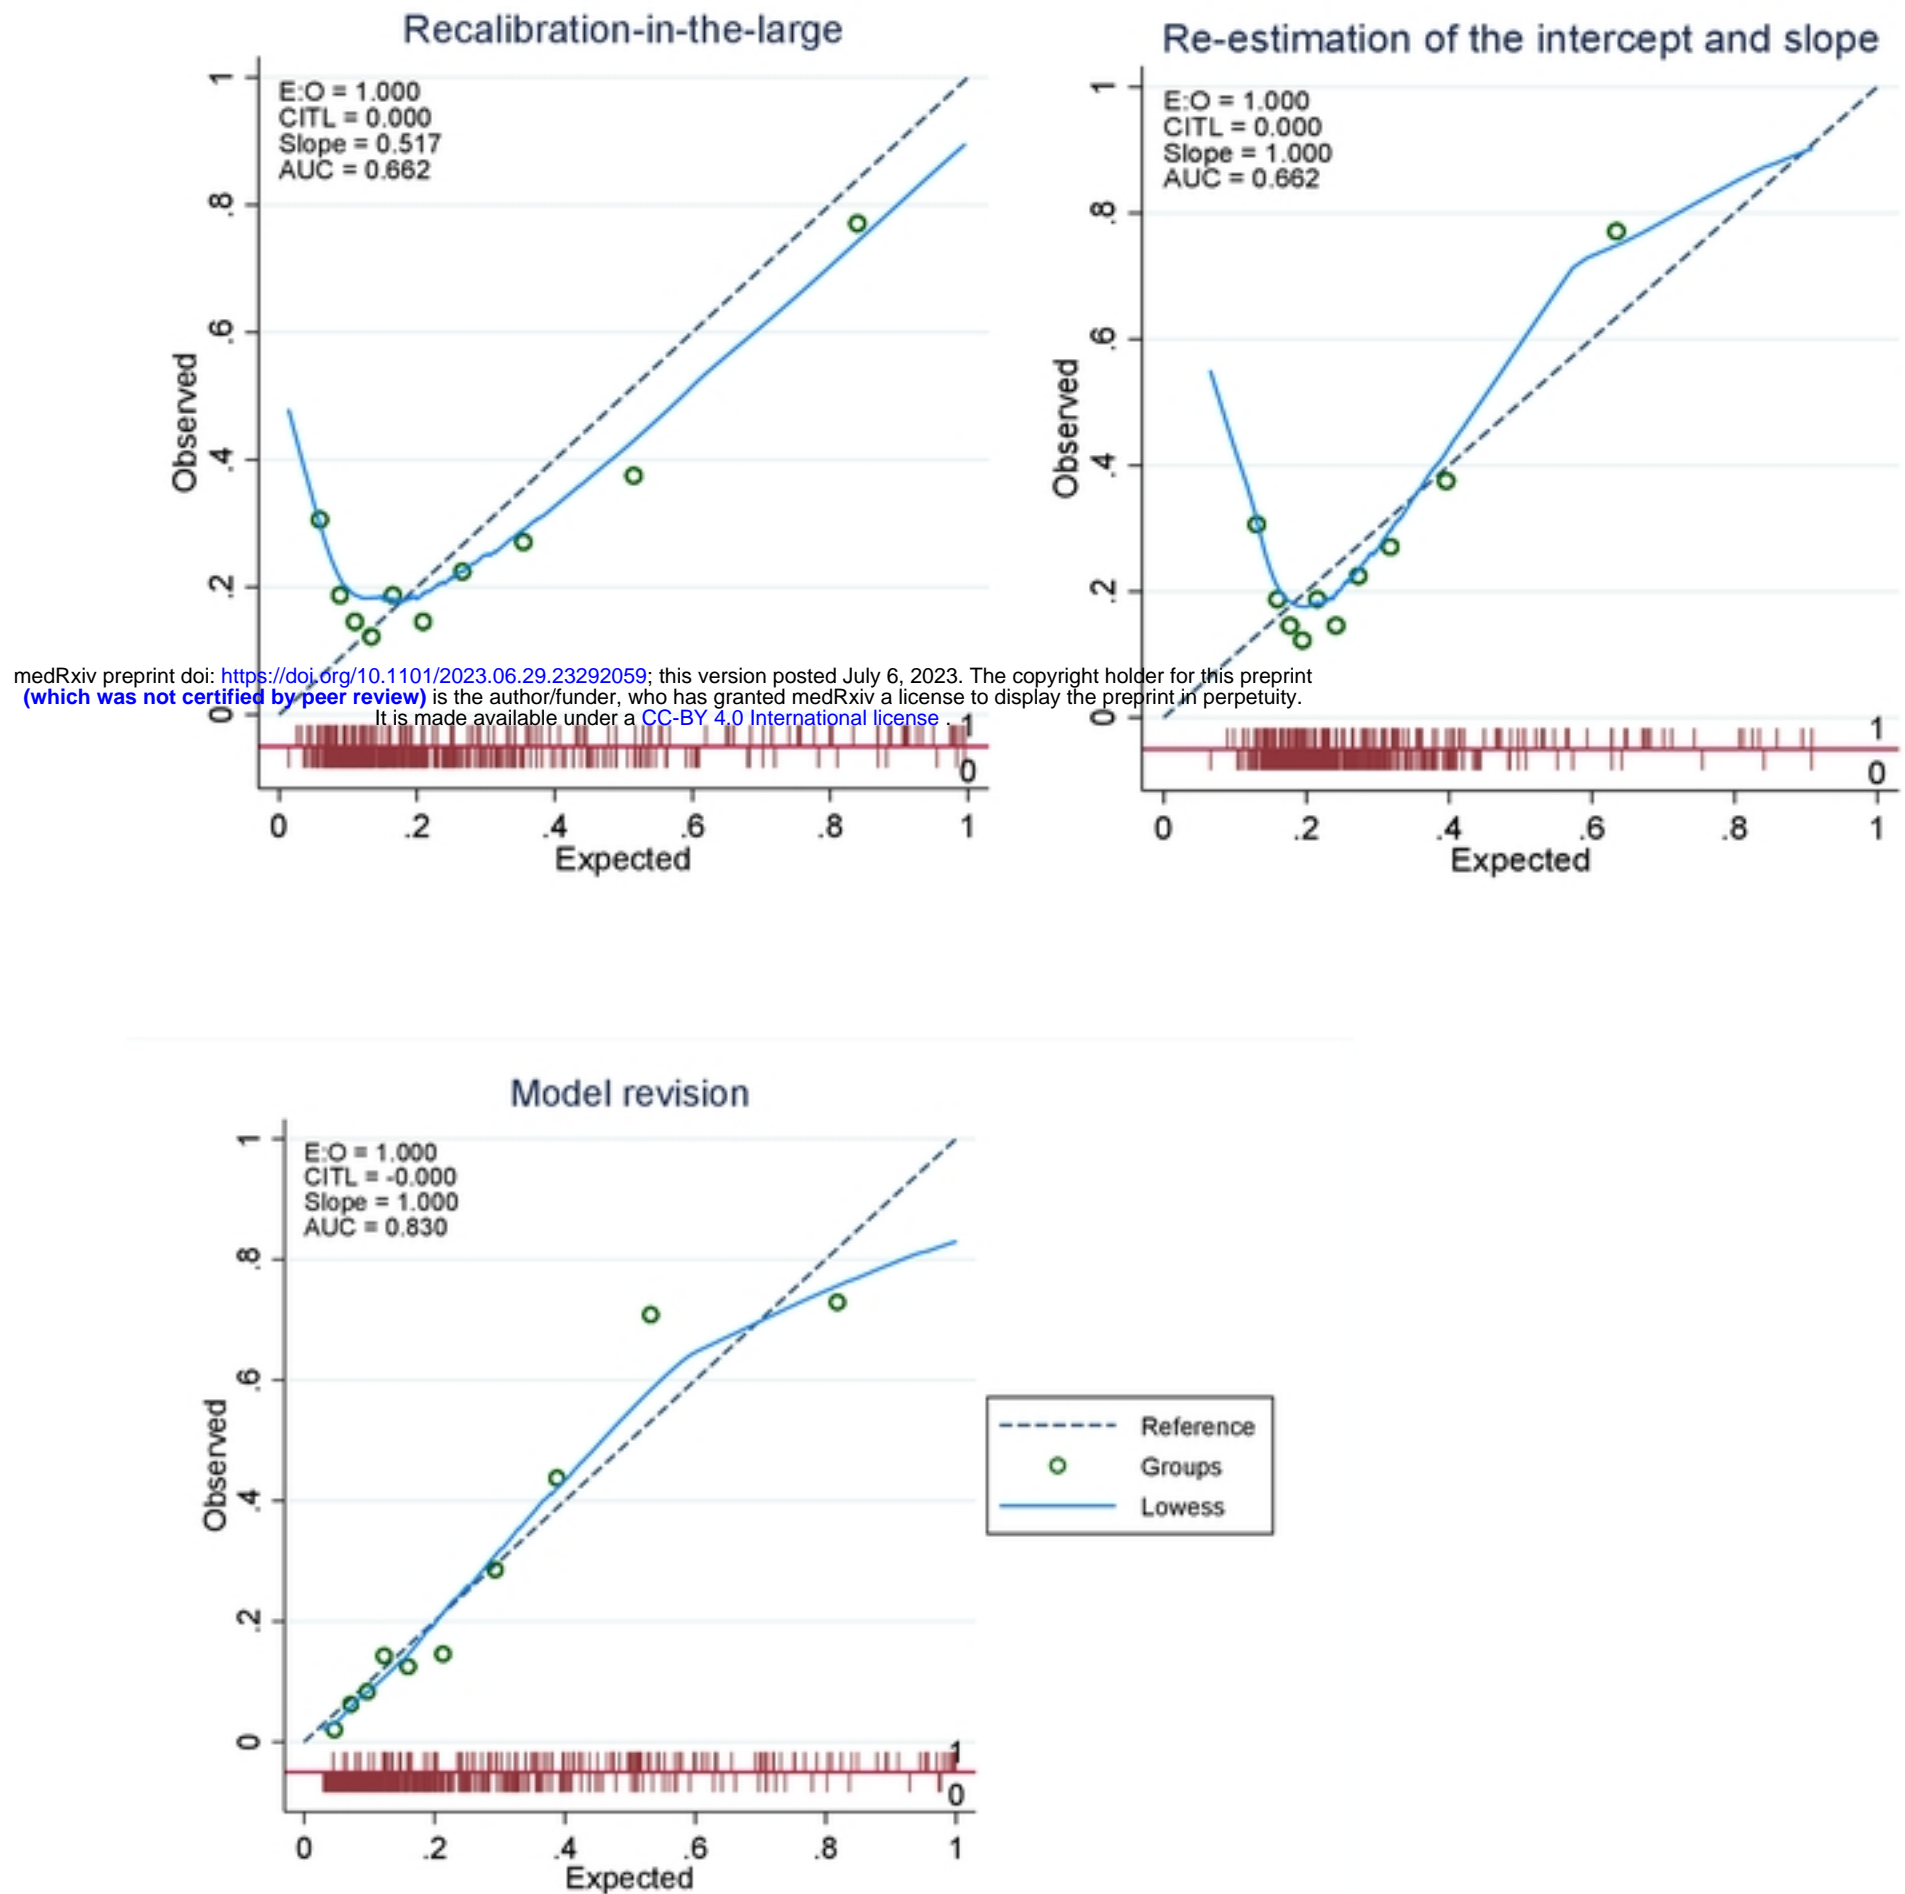 Recalibration-in-the-large
E:O = 1.000
CITL = 0.000
Slope = 0.517
AUC = 0.662
Observed
1
.8
.6
.4
.2
0
1
0
0 .2 .4 .6 .8 1
Expected
Re-estimation of the intercept and slope
E:O = 1.000
CITL = 0.000
Slope = 1.000
AUC = 0.662
Observed
1
.8
.6
.4
.2
0
1
0
0 .2 .4 .6 .8 1
Expected
medRxiv preprint doi: https://doi.org/10.1101/2023.06.29.23292059; this version posted July 6, 2023. The copyright holder for this preprint
(which was not certified by peer review) is the author/funder, who has granted medRxiv a license to display the preprint in perpetuity.
It is made available under a CC-BY 4.0 International license .
Model revision
E:O = 1.000
CITL = -0.000
Slope = 1.000
AUC = 0.830
Observed
1
.8
.6
.4
.2
0
1
0
0 .2 .4 .6 .8 1
Expected
Reference
Groups
Lowess